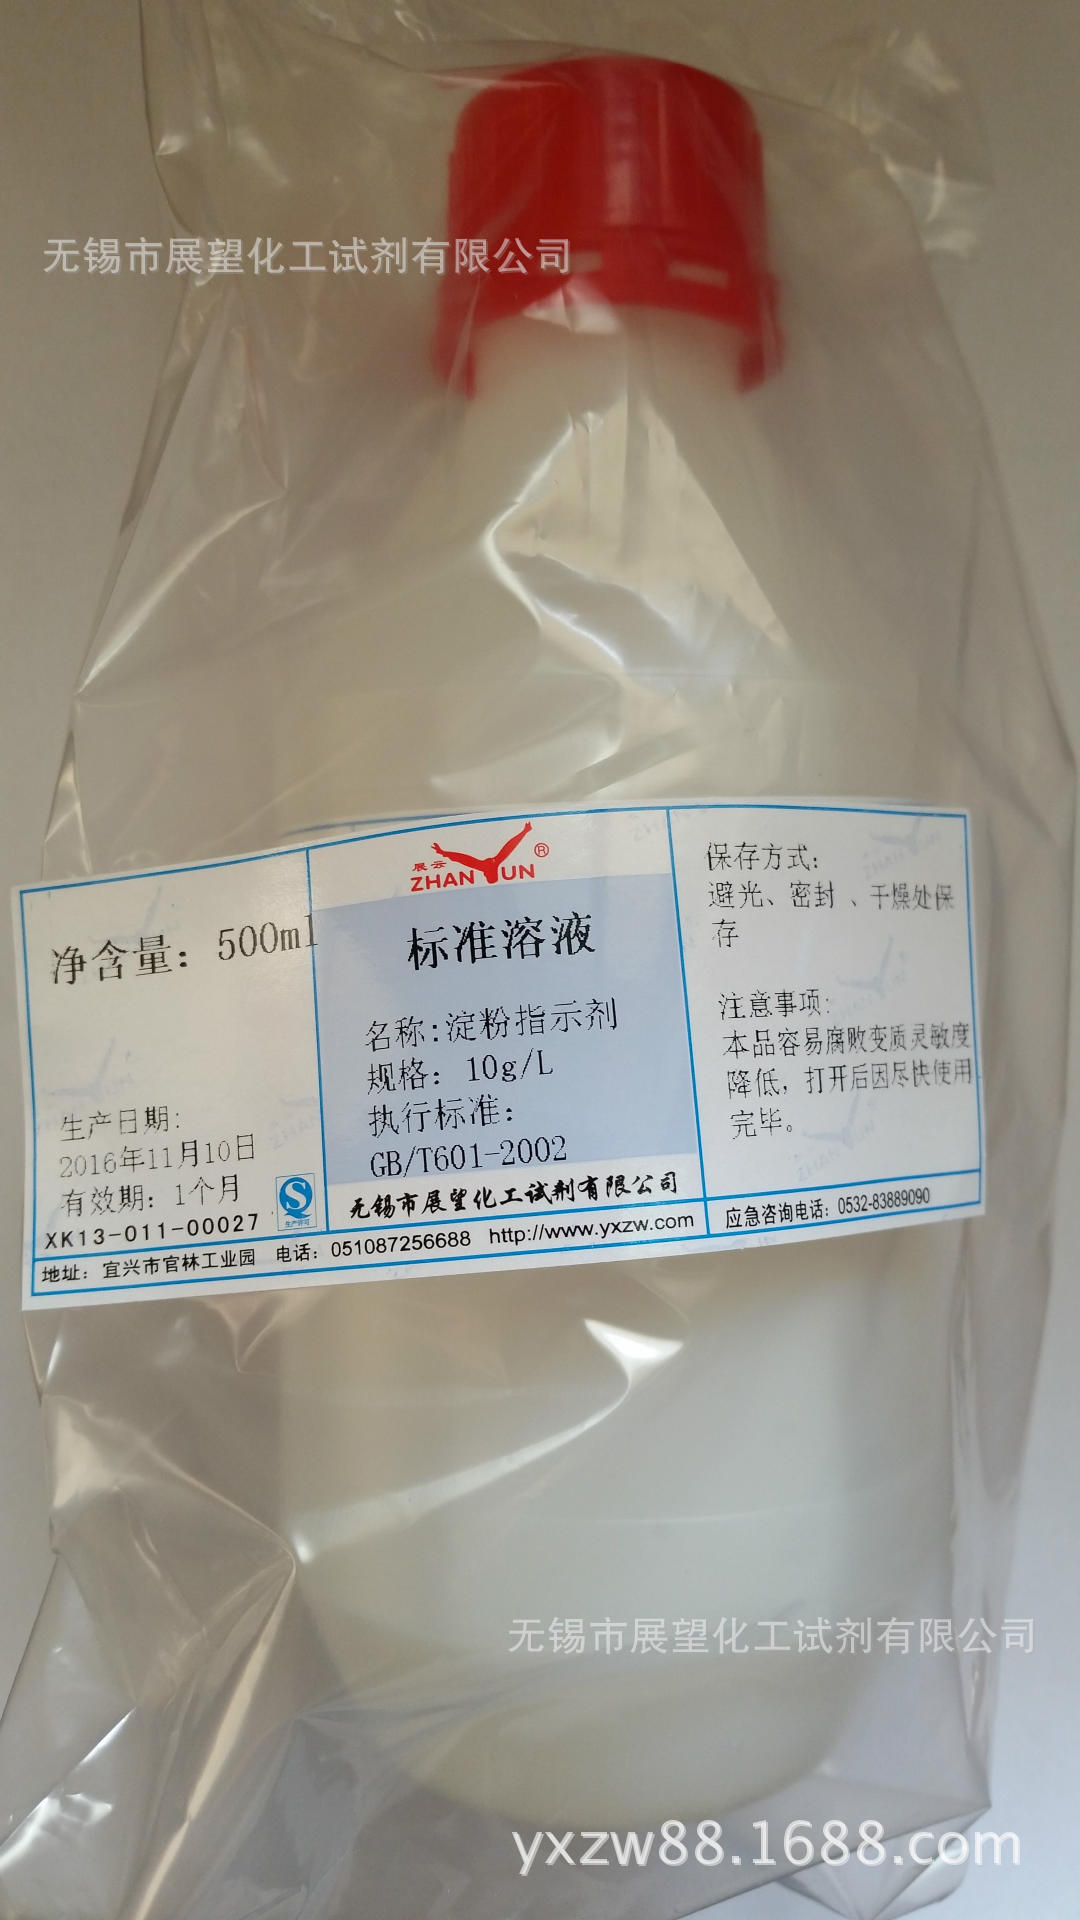 无锡市展望化工试剂有限公司
净含量：500ml
生产日期：
2016年11月10日
有效期：1个月
XK13-011-00027
生产许可
展云
ZHANYUN®
标准溶液
名称：淀粉指示剂
规格：10g/L
执行标准：
GB/T601-2002
无锡市展望化工试剂有限公司
保存方式：
避光、密封、干燥处保
存
注意事项：
本品容易腐败变质灵敏度
降低，打开后因尽快使用
完毕。
地址：宜兴市官林工业园 电话：051087256688 http://www.yxzw.com
应急咨询电话：0532-83889090
无锡市展望化工试剂有限公司
yxzw88.1688.com